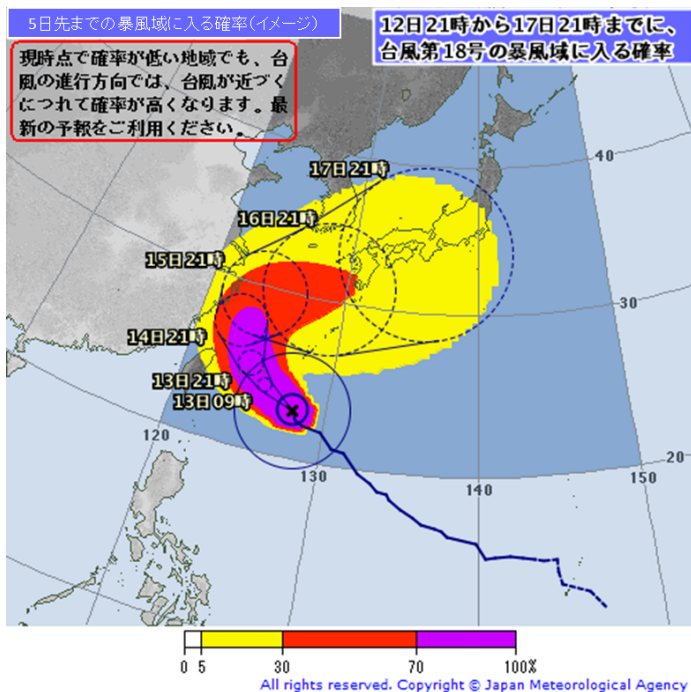 5日先までの暴風域に入る確率(イメージ)
12日21時から17日21時までに、
台風第18号の暴風域に入る確率
現時点で確率が低い地域でも、台
風の進行方向では、台風が近づく
につれて確率が高くなります。最
新の予報をご利用ください。
17日21時
40
16日21時
15日21時
30
14日21時
13日21時
13日09時
120
20
130
140
150
0 5 30 70 100%
All rights reserved. Copyright © Japan Meteorological Agency